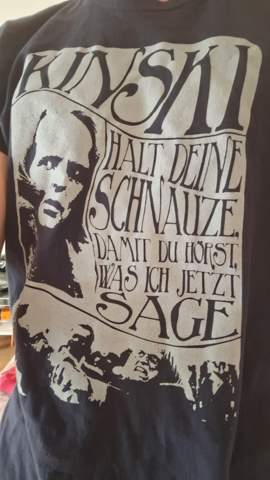 KINSKI
HALT DEINE
SCHNAUZE,
DAMIT DU HÖRST,
WAS ICH JETZT
SAGE